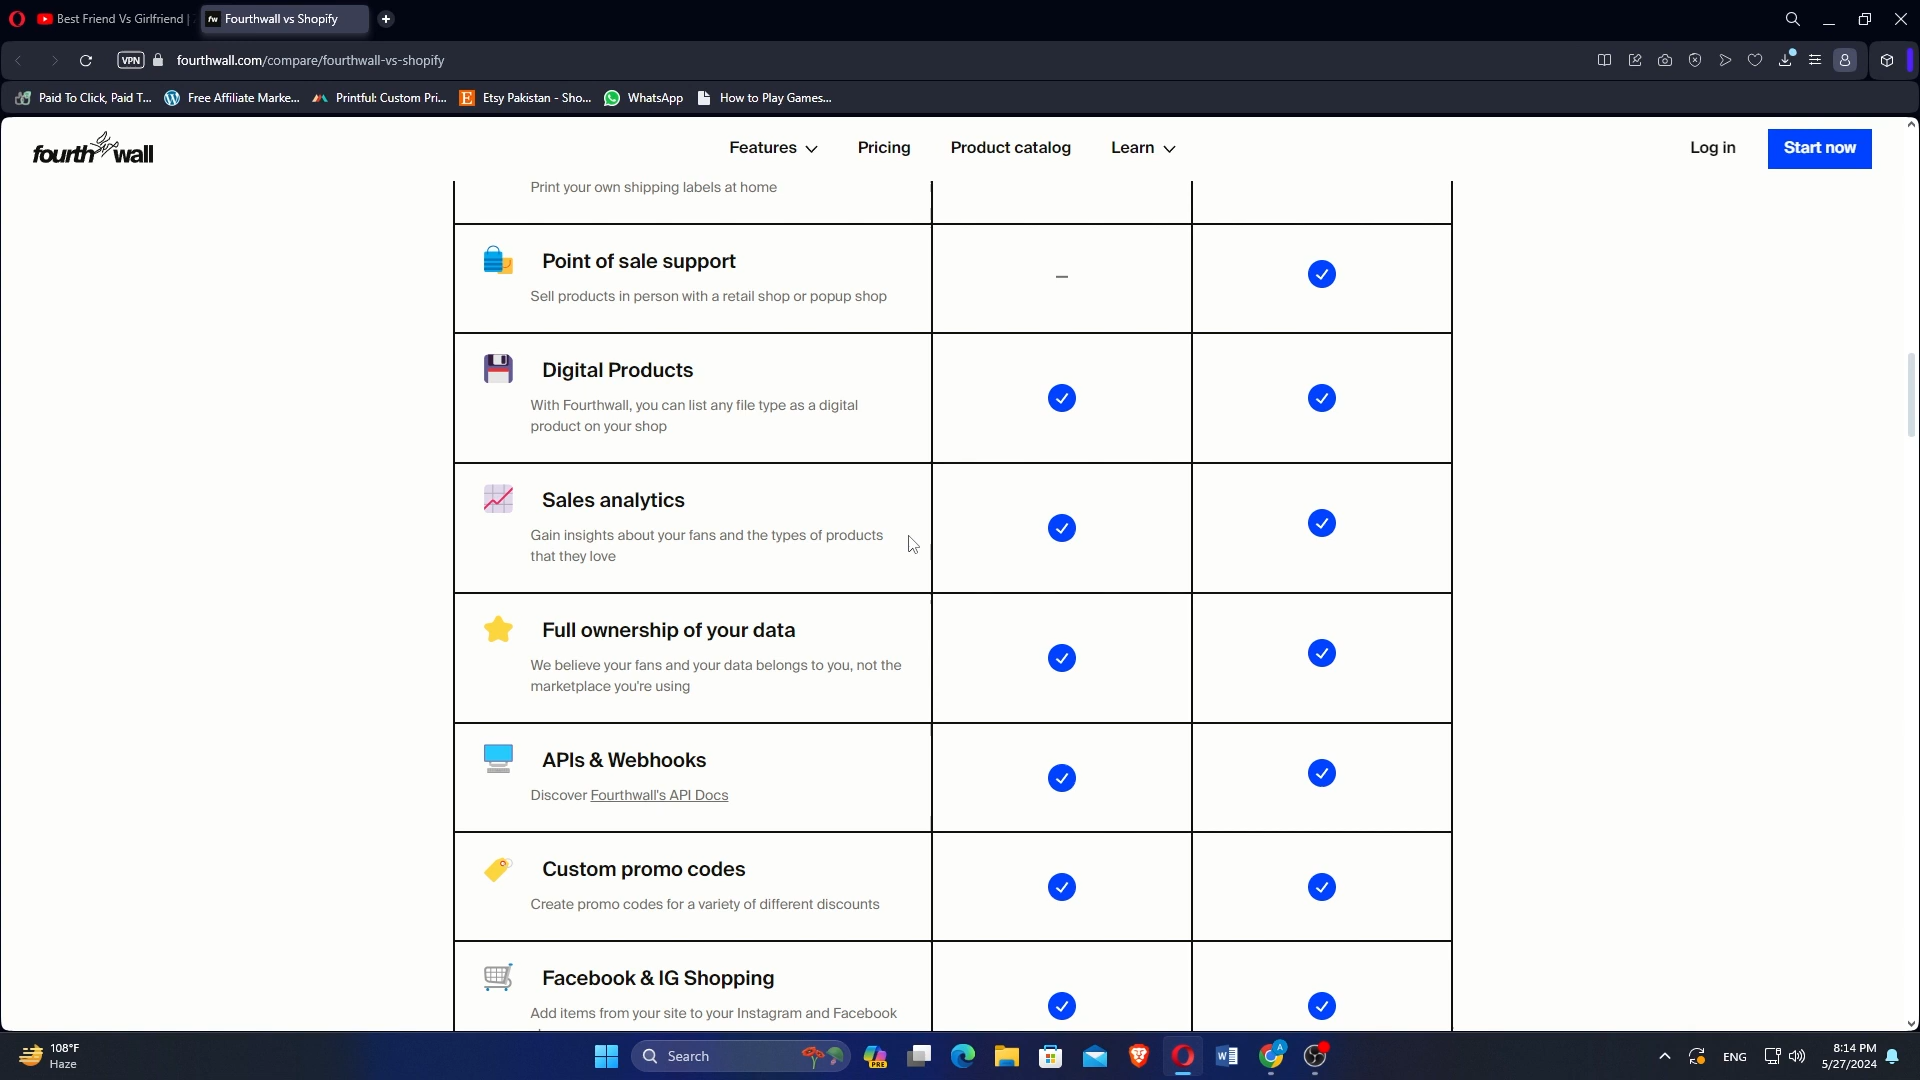 Best Friend Vs Girlfriend |
fw Fourthwall vs Shopify
VPN fourthwall.com/compare/fourthwall-vs-shopify
Paid To Click, Paid T...
Free Affiliate Marke...
Printful: Custom Pri...
E Etsy Pakistan - Sho...
WhatsApp
How to Play Games...
fourthwall
Features
Pricing
Product catalog
Learn
Log in
Start now
Print your own shipping labels at home
Point of sale support
Sell products in person with a retail shop or popup shop
–
Digital Products
With Fourthwall, you can list any file type as a digital
product on your shop
Sales analytics
Gain insights about your fans and the types of products
that they love
Full ownership of your data
We believe your fans and your data belongs to you, not the
marketplace you're using
APIs & Webhooks
Discover Fourthwall's API Docs
Custom promo codes
Create promo codes for a variety of different discounts
Facebook & IG Shopping
Add items from your site to your Instagram and Facebook
108°F
Haze
Search
PRE
W
A
ENG
8:14 PM
5/27/2024